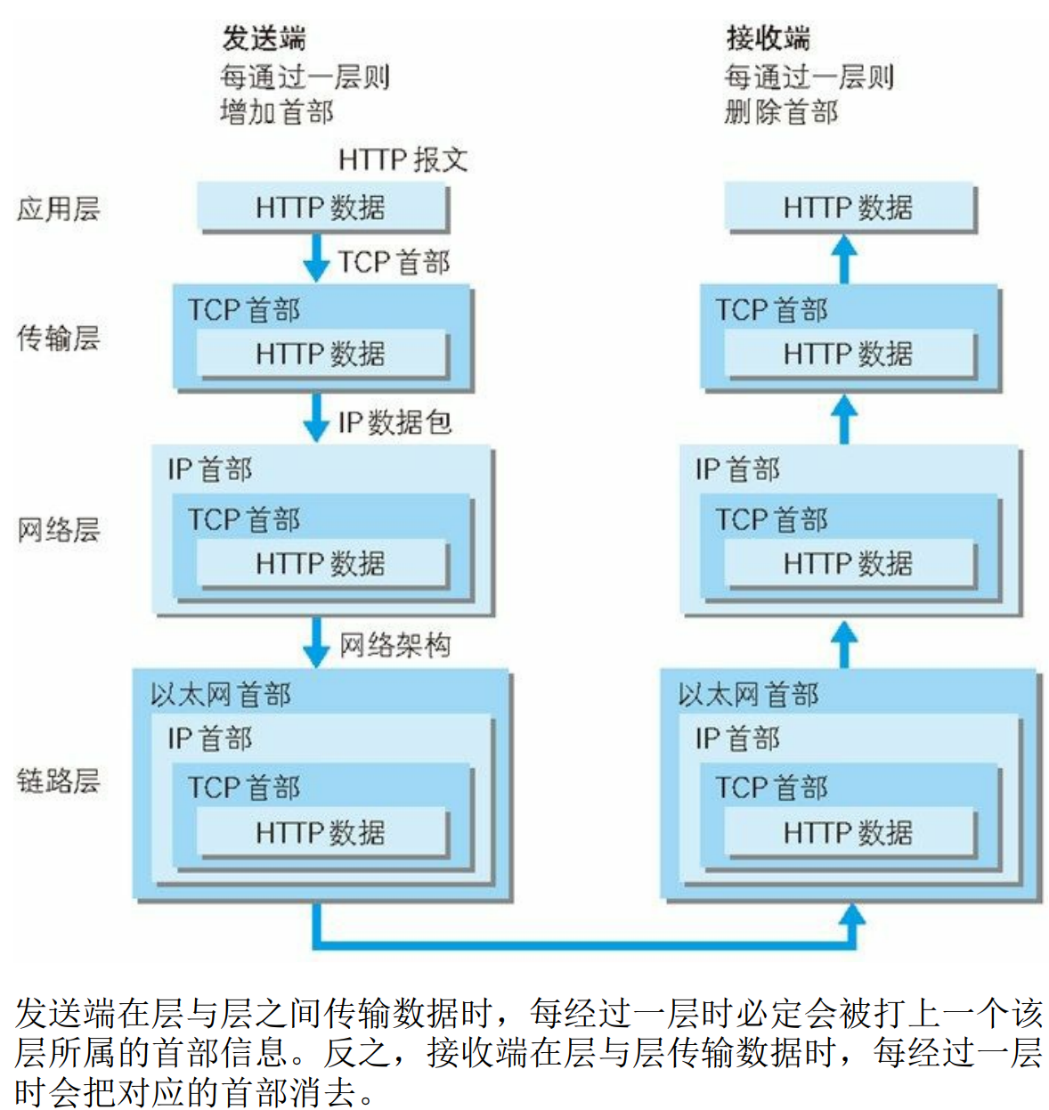 发送端
每通过一层则
增加首部
接收端
每通过一层则
删除首部
HTTP 报文
应用层
HTTP 数据
HTTP 数据
TCP 首部
传输层
TCP 首部
HTTP 数据
TCP 首部
HTTP 数据
IP 数据包
网络层
IP 首部
TCP 首部
HTTP 数据
IP 首部
TCP 首部
HTTP 数据
网络架构
链路层
以太网首部
IP 首部
TCP 首部
HTTP 数据
以太网首部
IP 首部
TCP 首部
HTTP 数据
发送端在层与层之间传输数据时，每经过一层时必定会被打上一个该
层所属的首部信息。反之，接收端在层与层传输数据时，每经过一层
时会把对应的首部消去。